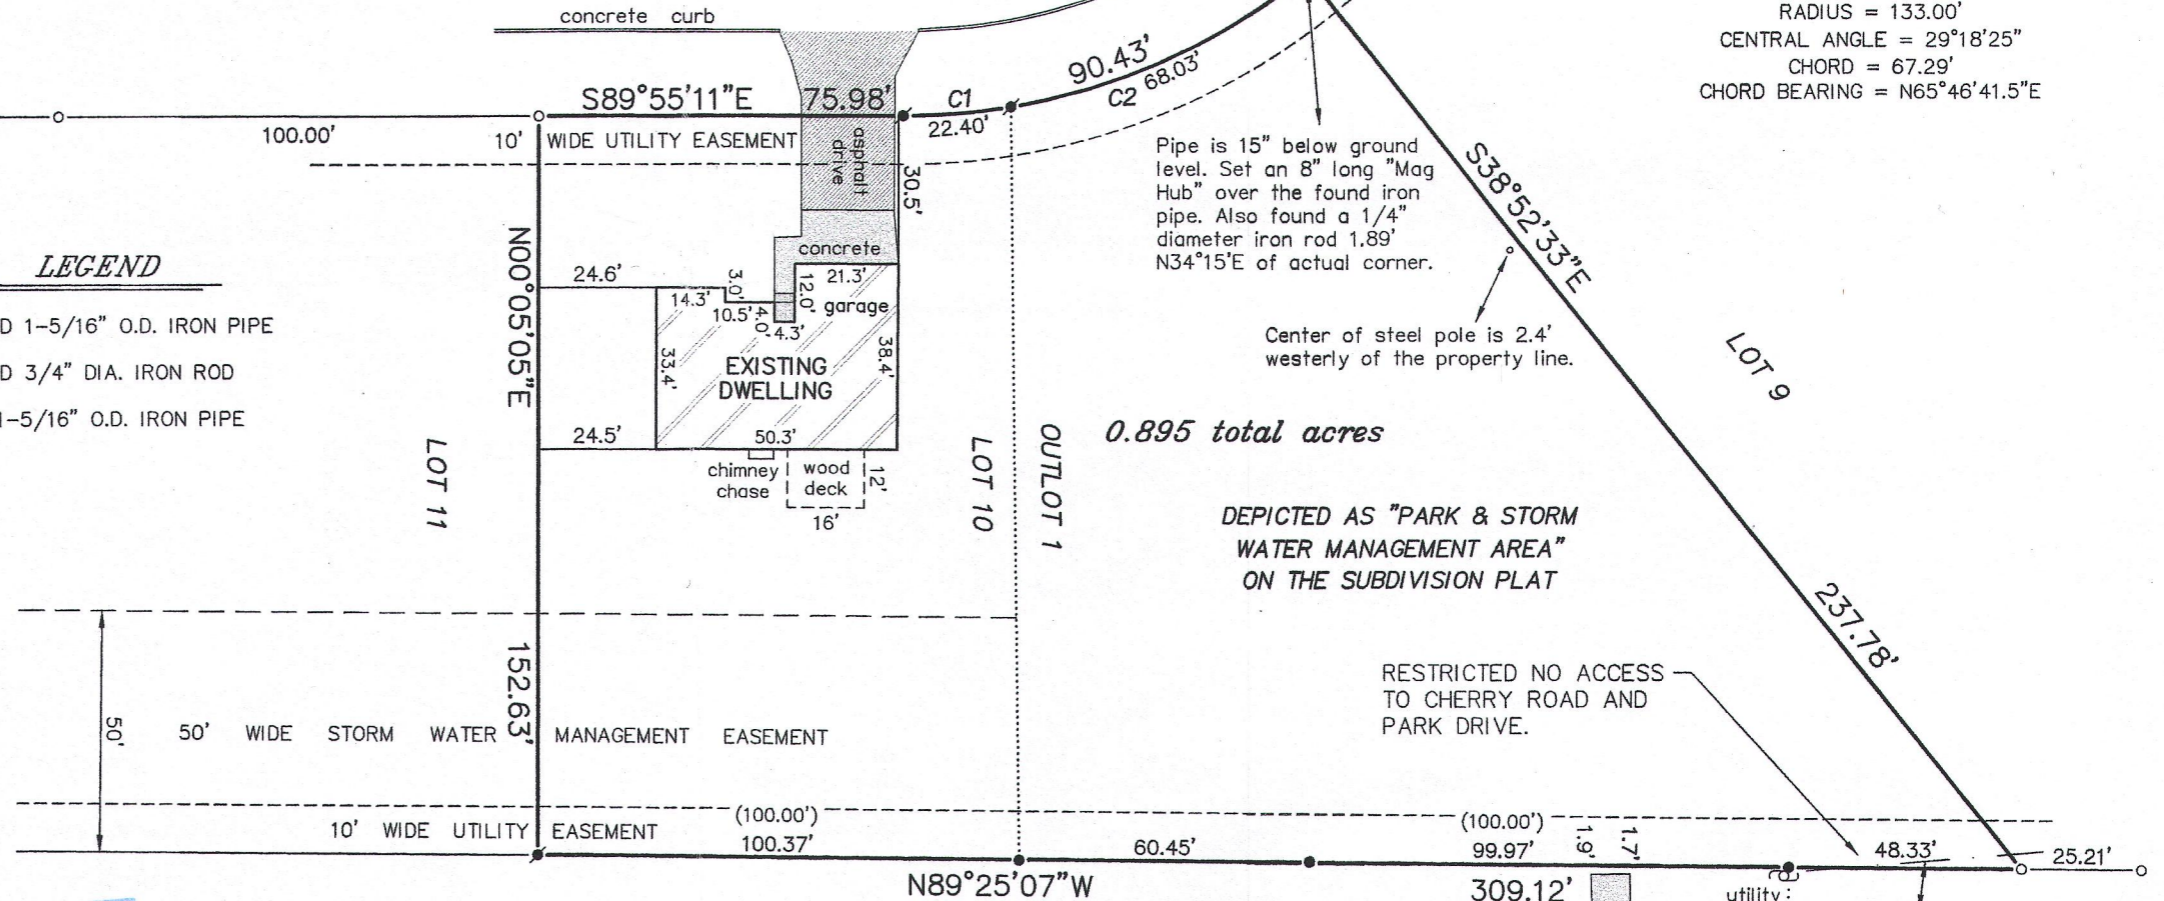 concrete curb
RADIUS = 133.00'
CENTRAL ANGLE = 29°18'25"
CHORD = 67.29'
CHORD BEARING = N65°46'41.5"E
S89°55'11"E
75.98'
C1
22.40'
90.43'
C2
68.03'
100.00'
10' WIDE UTILITY EASEMENT
asphalt
drive
30.5'
Pipe is 15" below ground
level. Set an 8" long "Mag
Hub" over the found iron
pipe. Also found a 1/4"
diameter iron rod 1.89'
N34°15'E of actual corner.
S38°52'33"E
LEGEND
D 1-5/16" O.D. IRON PIPE
D 3/4" DIA. IRON ROD
1-5/16" O.D. IRON PIPE
N00°05'05"E
24.6'
concrete
21.3'
garage
3.0'
12.0'
14.3'
10.5'
4.0'
4.3'
33.4'
38.4'
EXISTING
DWELLING
Center of steel pole is 2.4'
westerly of the property line.
LOT 9
24.5'
50.3'
chimney
chase
wood
deck
12'
16'
LOT 11
LOT 10
OUTLOT 1
0.895 total acres
DEPICTED AS "PARK & STORM
WATER MANAGEMENT AREA"
ON THE SUBDIVISION PLAT
237.78'
152.63'
RESTRICTED NO ACCESS
TO CHERRY ROAD AND
PARK DRIVE.
50'
50' WIDE STORM WATER MANAGEMENT EASEMENT
10' WIDE UTILITY EASEMENT
(100.00')
100.37'
60.45'
(100.00')
99.97'
1.9'
1.7'
48.33'
25.21'
N89°25'07"W
309.12'
utility